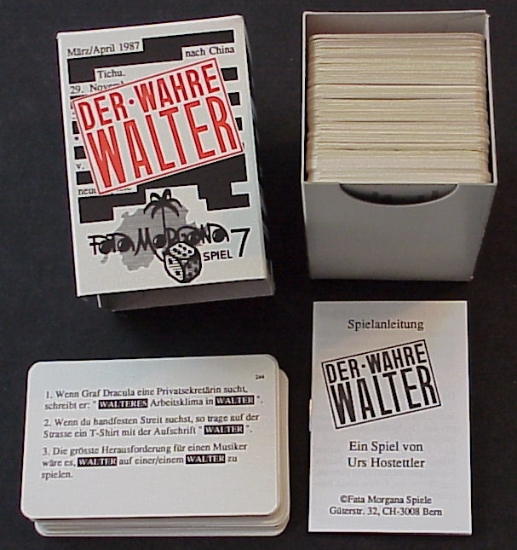 März/April 1987
nach China
Tichu.
29. Novemb
DER·WAHRE
WALTER
v.
neu
FATA MORGANA
SPIEL 7
244
1. Wenn Graf Dracula eine Privatsekretärin sucht,
schreibt er: " WALTERES Arbeitsklima in WALTER ".
2. Wenn du handfesten Streit suchst, so trage auf der
Strasse ein T-Shirt mit der Aufschrift " WALTER ".
3. Die grösste Herausforderung für einen Musiker
wäre es, WALTER auf einer/einem WALTER zu
spielen.
Spielanleitung
DER·WAHRE
WALTER
Ein Spiel von
Urs Hostettler
©Fata Morgana Spiele
Güterstr. 32, CH-3008 Bern